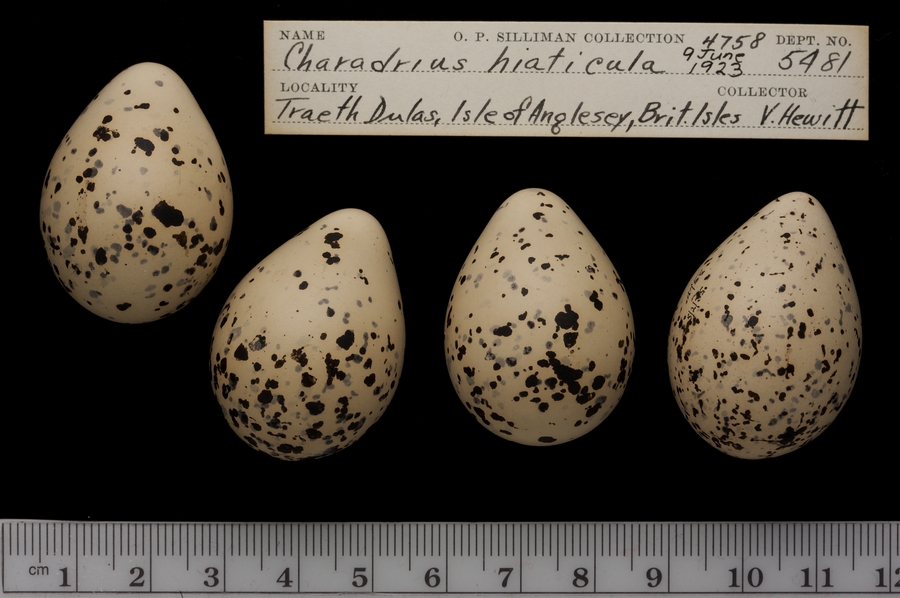 NAME O. P. SILLIMAN COLLECTION 4758 DEPT. NO.
Charadrius hiaticula 9 June 1923 5481
LOCALITY COLLECTOR
Traeth Dulas, Isle of Anglesey, Brit. Isles V. Hewitt
cm 1 2 3 4 5 6 7 8 9 10 11 12